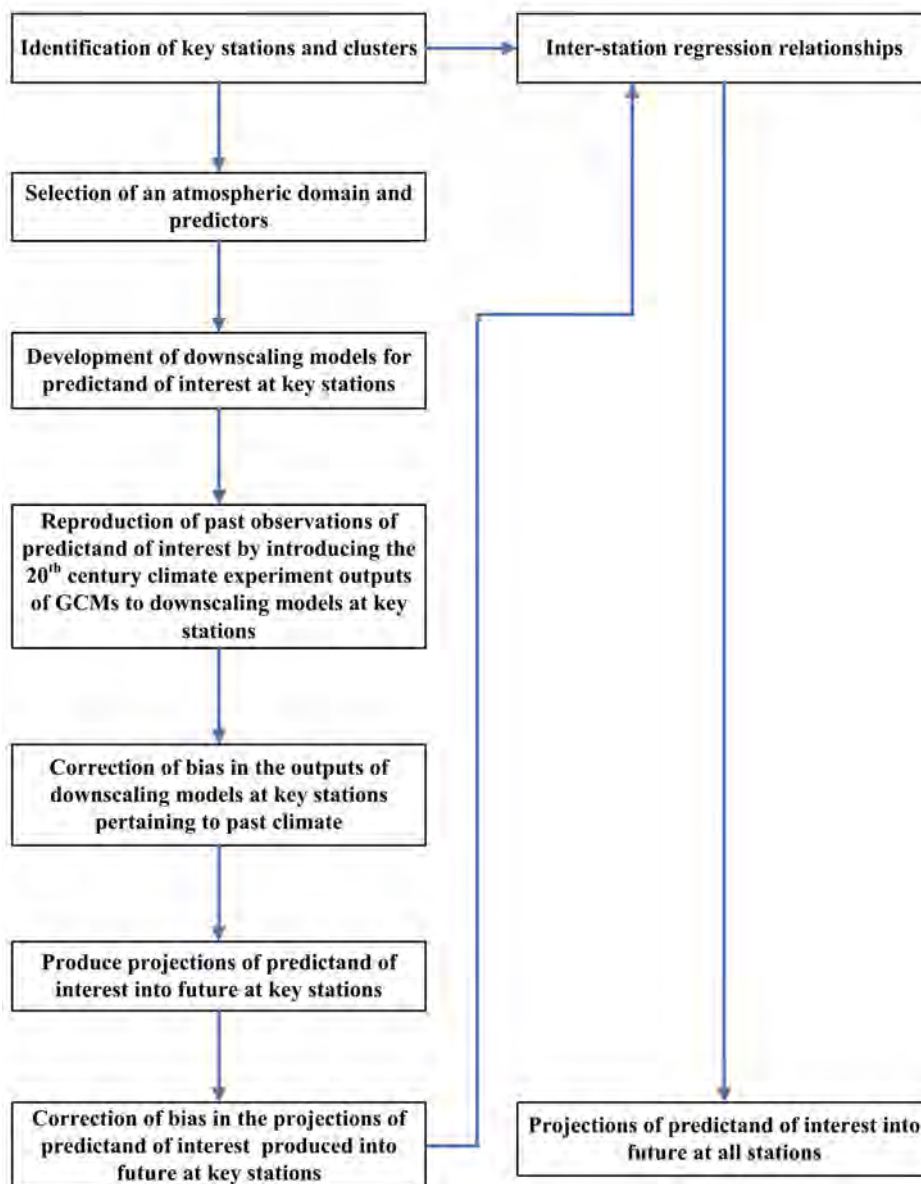 Identification of key stations and clusters
Inter-station regression relationships
Selection of an atmospheric domain and
predictors
Development of downscaling models for
predictand of interest at key stations
Reproduction of past observations of
predictand of interest by introducing the
20th century climate experiment outputs
of GCMs to downscaling models at key
stations
Correction of bias in the outputs of
downscaling models at key stations
pertaining to past climate
Produce projections of predictand of
interest into future at key stations
Correction of bias in the projections of
predictand of interest produced into
future at key stations
Projections of predictand of interest into
future at all stations